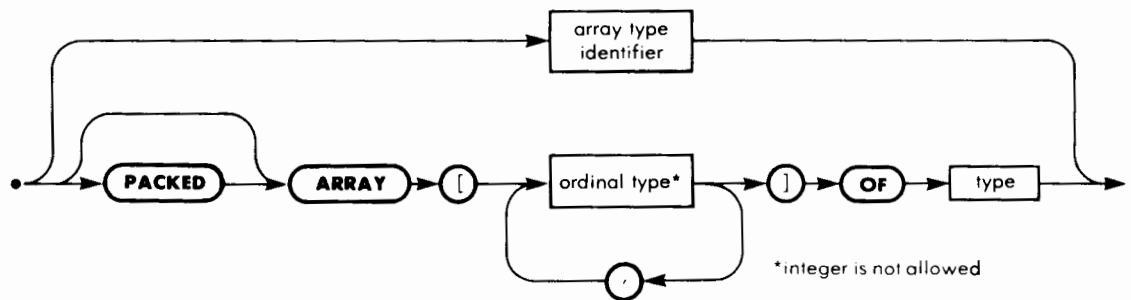 array type
identifier
PACKED
ARRAY
[
ordinal type*
]
OF
type
,
*integer is not allowed